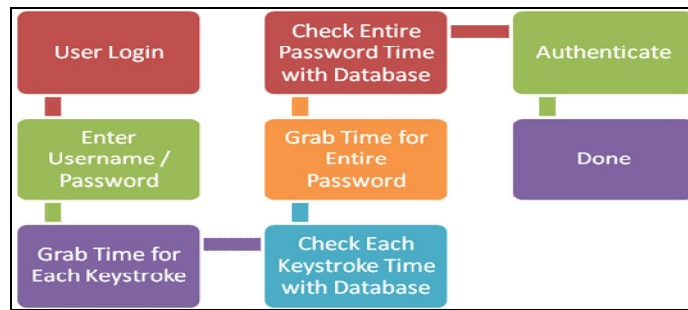 User Login
Enter
Username /
Password
Grab Time for
Each Keystroke
Check Each
Keystroke Time
with Database
Grab Time for
Entire
Password
Check Entire
Password Time
with Database
Authenticate
Done